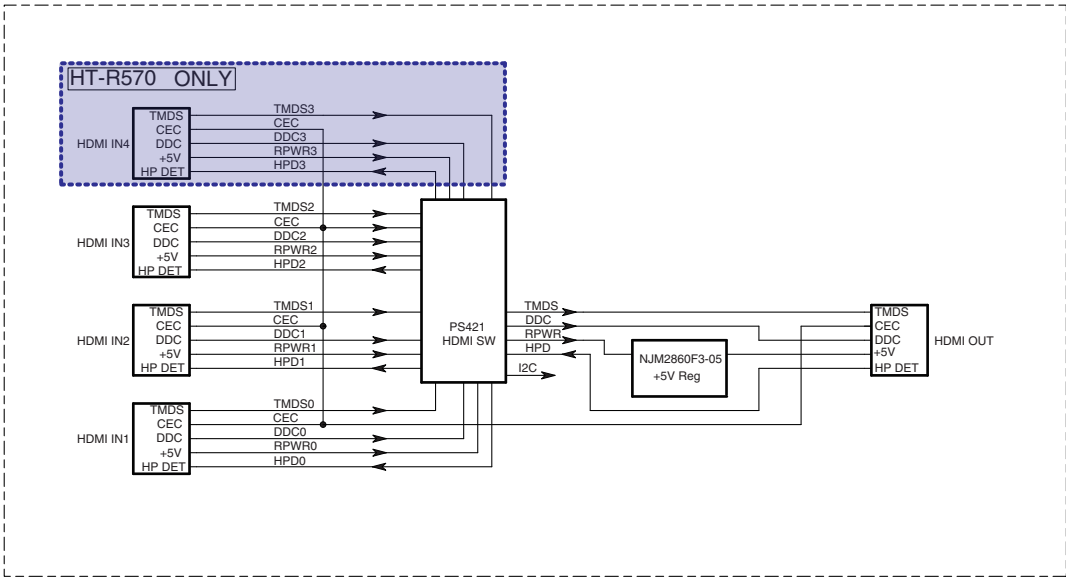 HT-R570 ONLY
HDMI IN4
TMDS
CEC
DDC
+5V
HP DET
TMDS3
CEC
DDC3
RPWR3
HPD3
HDMI IN3
TMDS
CEC
DDC
+5V
HP DET
TMDS2
CEC
DDC2
RPWR2
HPD2
HDMI IN2
TMDS
CEC
DDC
+5V
HP DET
TMDS1
CEC
DDC1
RPWR1
HPD1
HDMI IN1
TMDS
CEC
DDC
+5V
HP DET
TMDS0
CEC
DDC0
RPWR0
HPD0
PS421
HDMI SW
TMDS
DDC
RPWR
HPD
I2C
NJM2860F3-05
+5V Reg
TMDS
CEC
DDC
+5V
HP DET
HDMI OUT